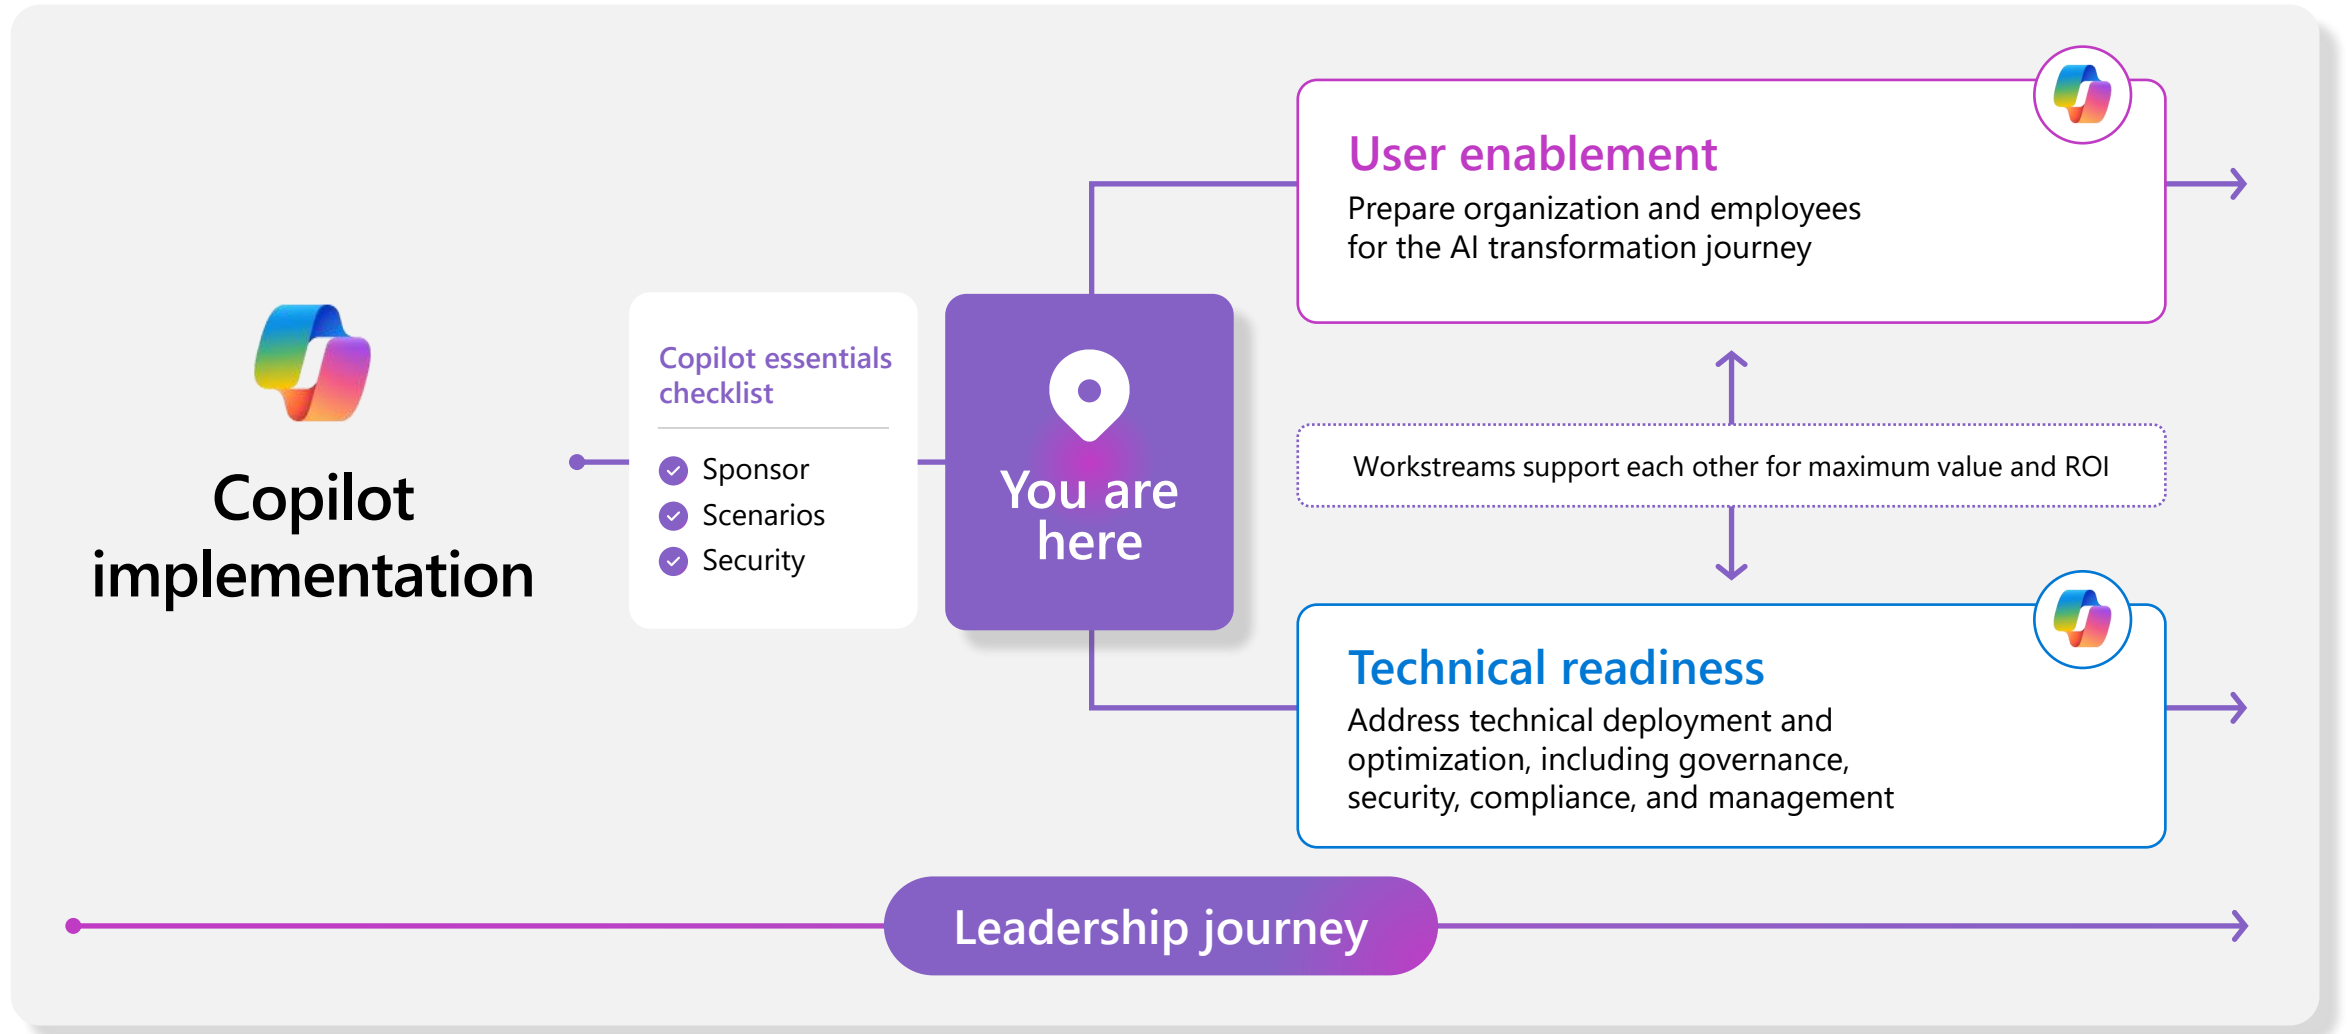 Copilot
implementation
Copilot essentials
checklist
Sponsor
Scenarios
Security
You are
here
User enablement
Prepare organization and employees
for the AI transformation journey
Workstreams support each other for maximum value and ROI
Technical readiness
Address technical deployment and
optimization, including governance,
security, compliance, and management
Leadership journey